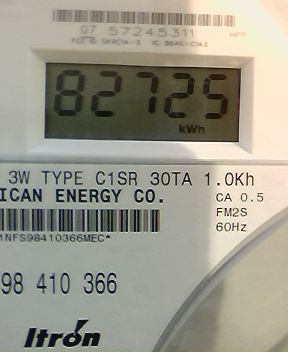 07 57245311
82725
kWh
3W TYPE C1SR 30TA 1.0Kh
ICAN ENERGY CO.
CA 0.5
FM2S
60Hz
1NFS98410366MEC*
98 410 366
Itron